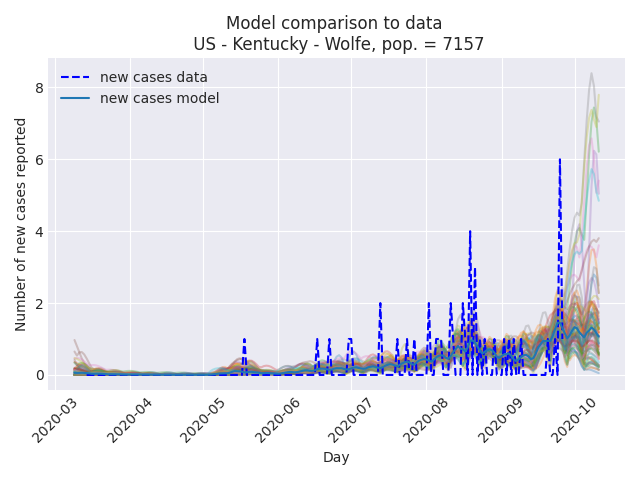 Model comparison to data
US - Kentucky - Wolfe, pop. = 7157
new cases data
new cases model
Number of new cases reported
8
6
4
2
0
2020-03
2020-04
2020-05
2020-06
2020-07
2020-08
2020-09
2020-10
Day